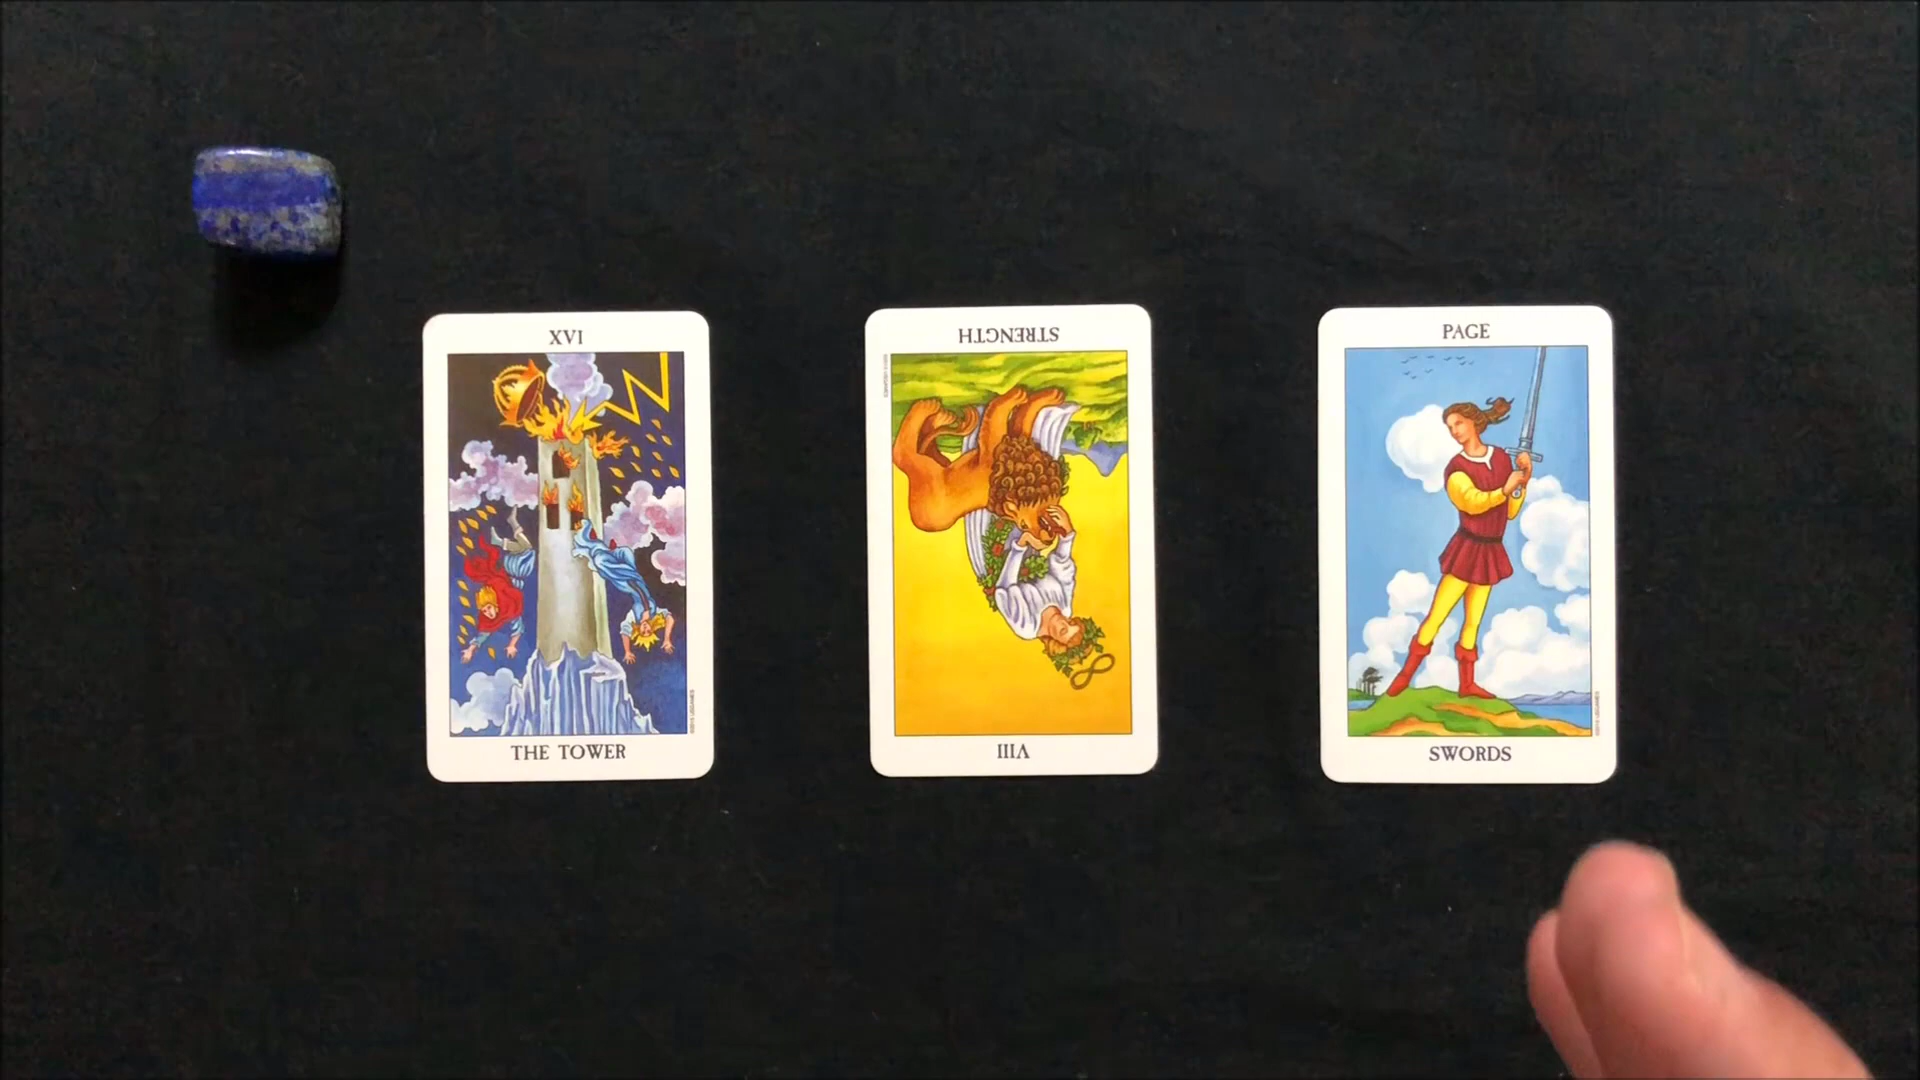 XVI
THE TOWER
STRENGTH
VIII
PAGE
SWORDS